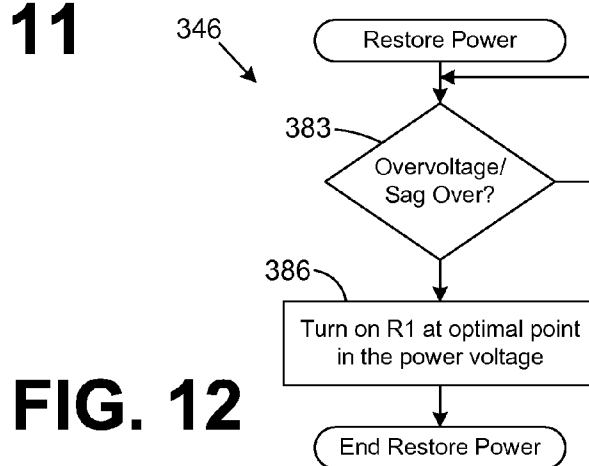 11
346
Restore Power
383
Overvoltage/
Sag Over?
386
Turn on R1 at optimal point
in the power voltage
FIG. 12
End Restore Power